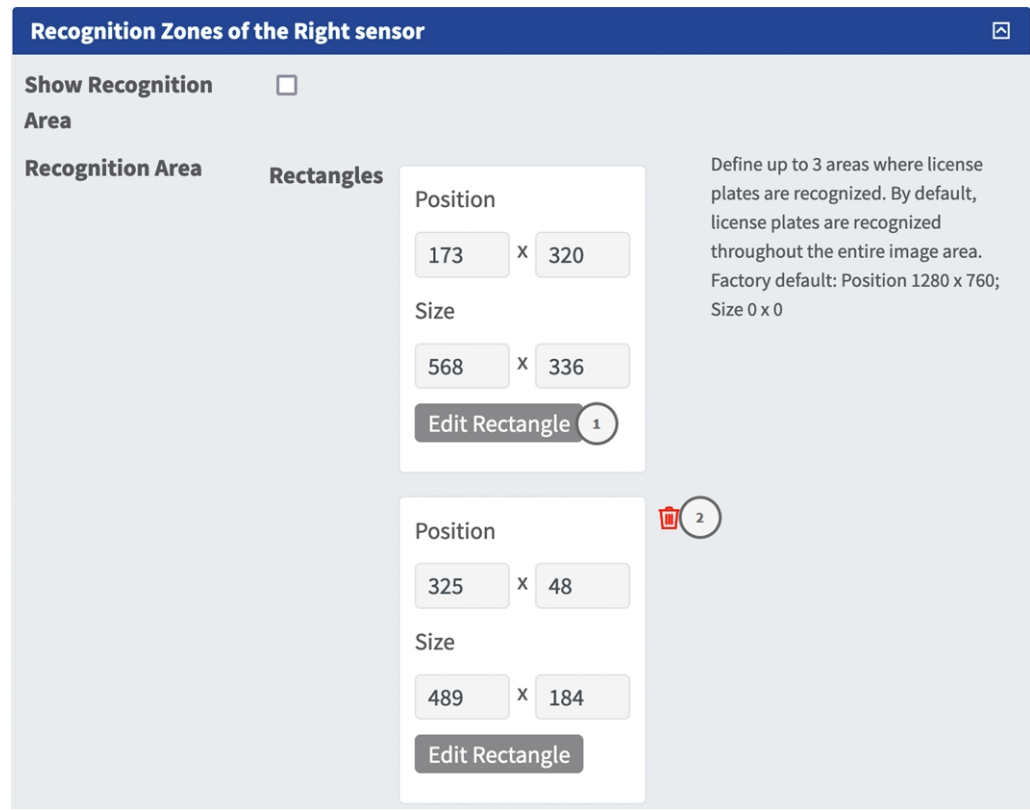 Recognition Zones of the Right sensor
Show Recognition
Area
Recognition Area
Rectangles
Define up to 3 areas where license
plates are recognized. By default,
license plates are recognized
throughout the entire image area.
Factory default: Position 1280 x 760;
Size 0 x 0
Position
173 x 320
Size
568 x 336
Edit Rectangle 1
2
Position
325 x 48
Size
489 x 184
Edit Rectangle